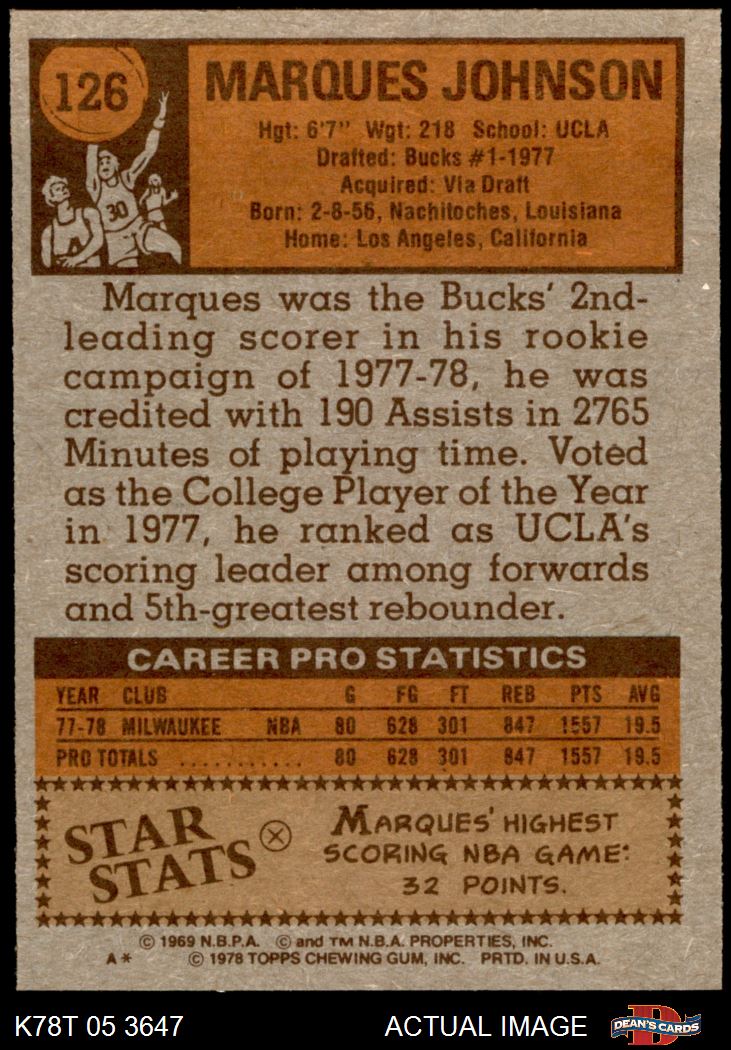 126
MARQUES JOHNSON
Hgt: 6'7" Wgt: 218 School: UCLA
Drafted: Bucks #1-1977
Acquired: Via Draft
Born: 2-8-56, Nachitoches, Louisiana
Home: Los Angeles, California
30
Marques was the Bucks' 2nd-
leading scorer in his rookie
campaign of 1977-78, he was
credited with 190 Assists in 2765
Minutes of playing time. Voted
as the College Player of the Year
in 1977, he ranked as UCLA's
scoring leader among forwards
and 5th-greatest rebounder.
CAREER PRO STATISTICS
YEAR CLUB G FG FT REB PTS AVG
77-78 MILWAUKEE NBA 80 628 301 847 1557 19.5
PRO TOTALS ........... 80 628 301 847 1557 19.5
STAR
STATS
MARQUES' HIGHEST
SCORING NBA GAME:
32 POINTS.
© 1969 N.B.P.A. © and TM N.B.A. PROPERTIES, INC.
A* © 1978 TOPPS CHEWING GUM, INC. PRTD. IN U.S.A.
K78T 05 3647 ACTUAL IMAGE
D
DEAN'S CARDS